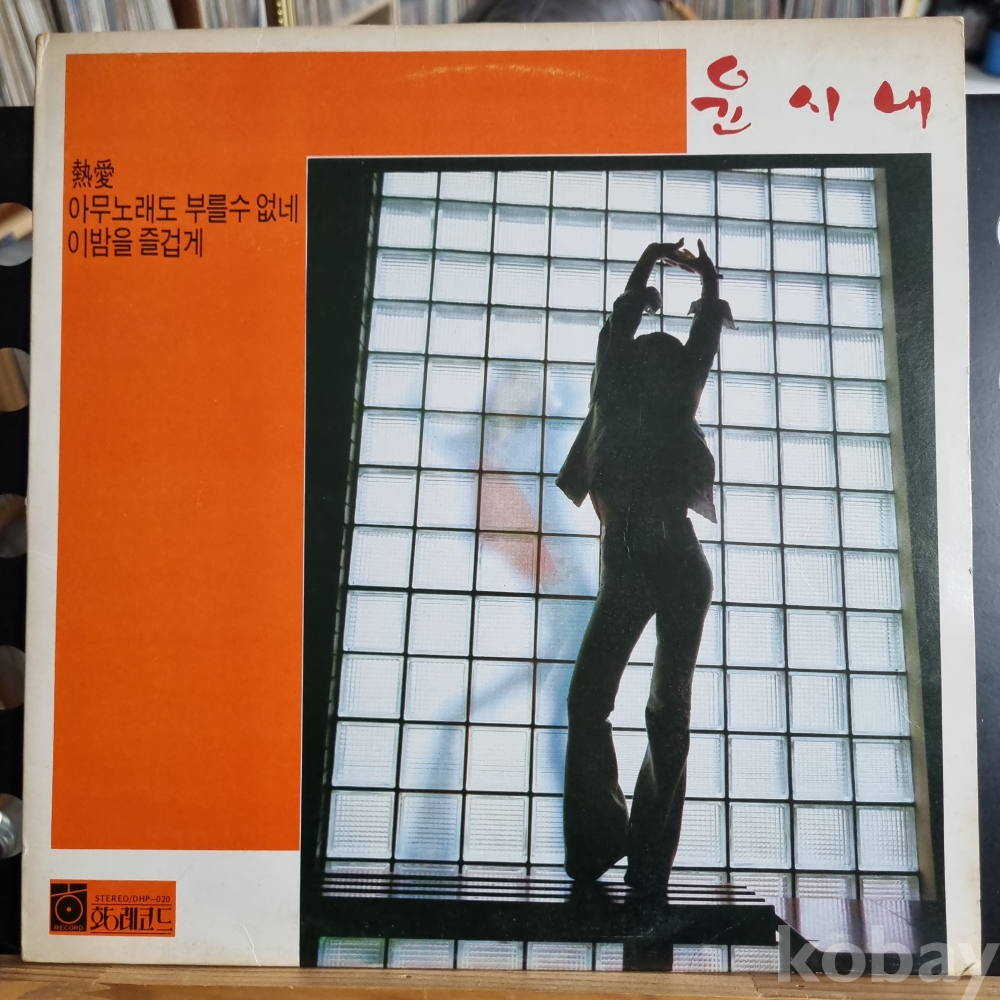 윤시내
熱愛
아무노래도 부를수 없네
이밤을 즐겁게
STEREO/DHP-020
RECORD
레코드
kobay